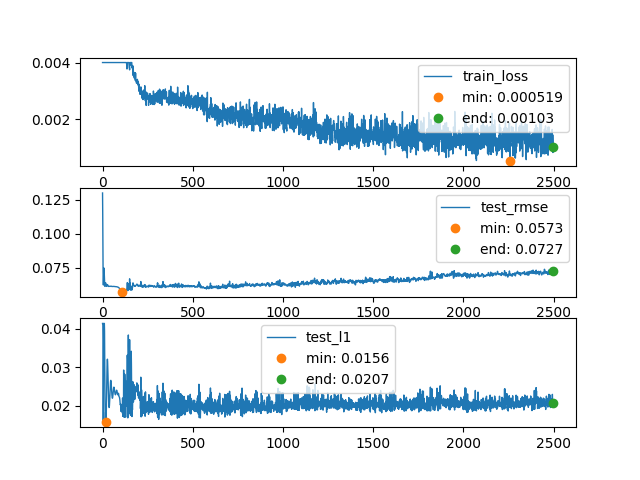 0.004
0.002
train_loss
min: 0.000519
end: 0.00103
0 500 1000 1500 2000 2500
0.125
0.100
0.075
test_rmse
min: 0.0573
end: 0.0727
0 500 1000 1500 2000 2500
0.04
0.03
0.02
test_l1
min: 0.0156
end: 0.0207
0 500 1000 1500 2000 2500